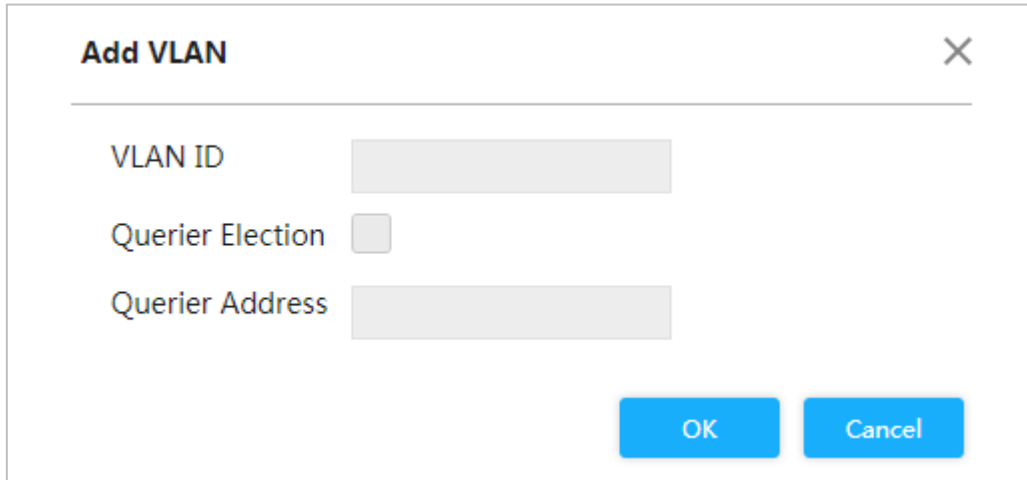 Add VLAN
VLAN ID
Querier Election
Querier Address
OK Cancel